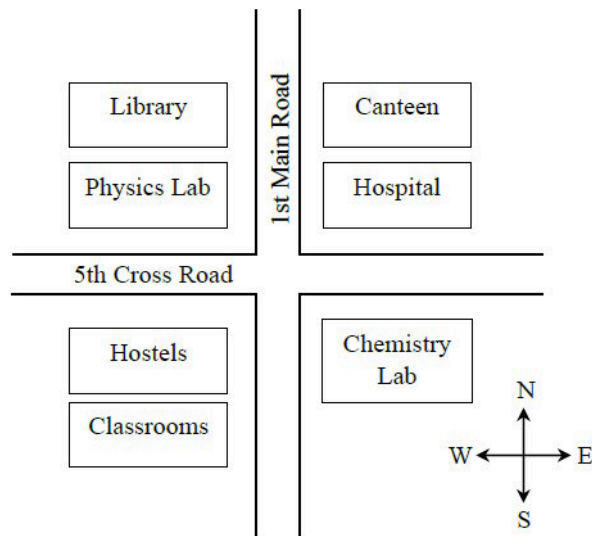 Library
Canteen
1st Main Road
Physics Lab
Hospital
5th Cross Road
Hostels
Chemistry
Lab
Classrooms
N
W
E
S